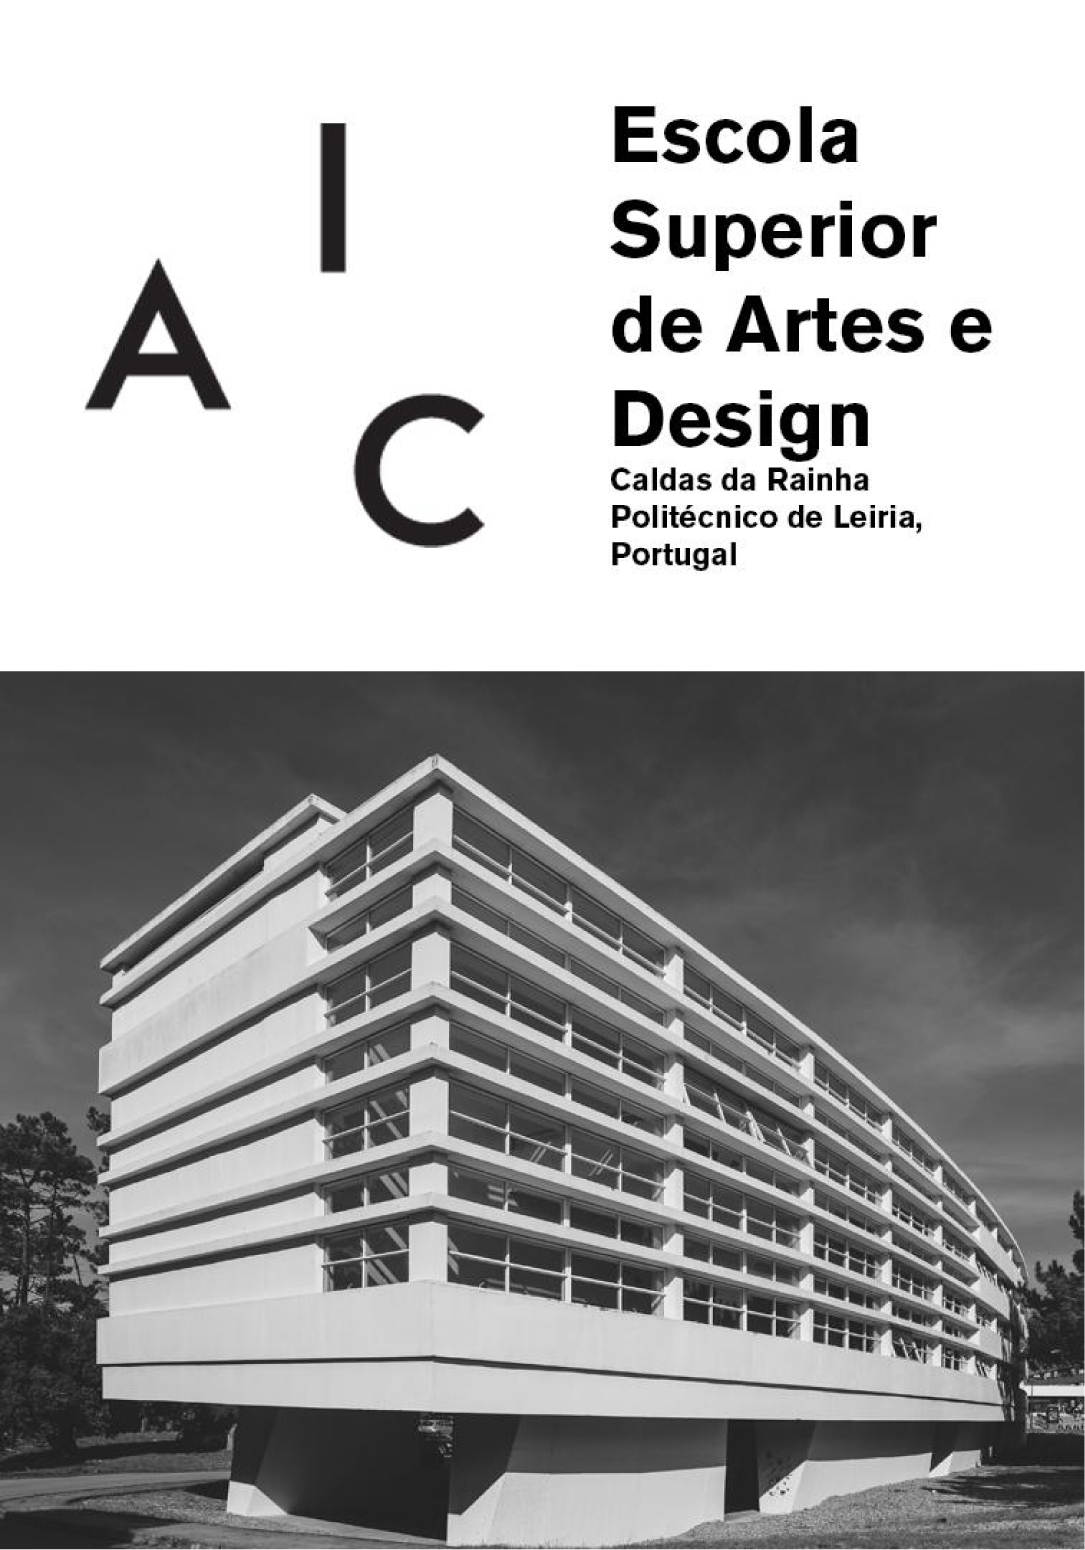 A
I
C
Escola
Superior
de Artes e
Design
Caldas da Rainha
Politécnico de Leiria,
Portugal